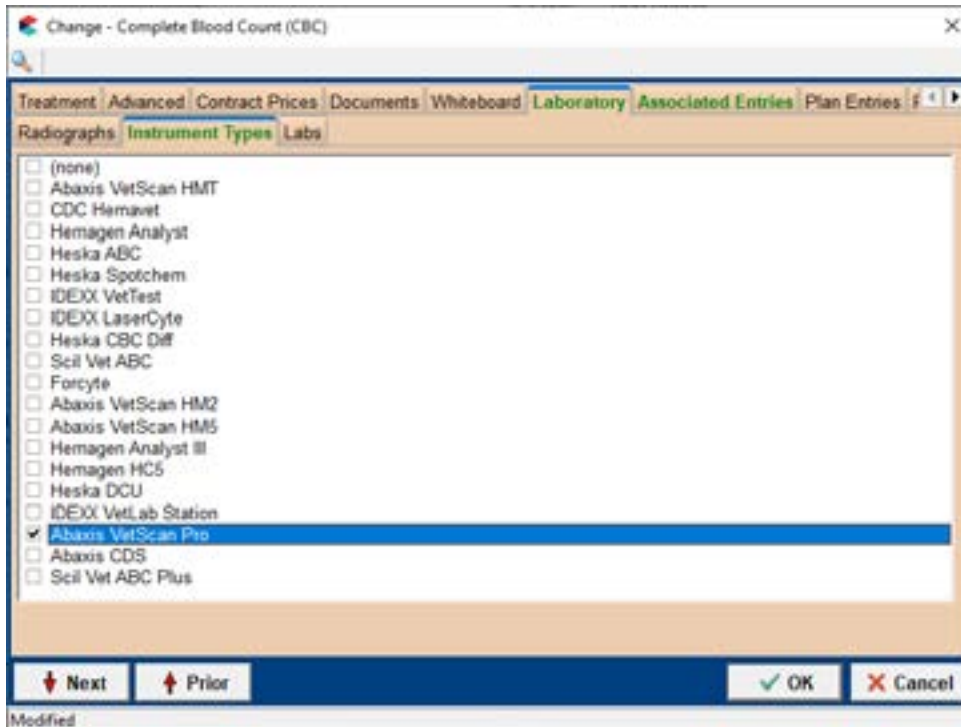 Change - Complete Blood Count (CBC)
Treatment Advanced Contract Prices Documents Whiteboard Laboratory Associated Entries Plan Entries
Radiographs Instrument Types Labs
(none)
Abaxis VetScan HMT
CDC Hemavet
Hemagen Analyst
Heska ABC
Heska Spotchem
IDEXX VetTest
IDEXX LaserCyte
Heska CBC Diff
Scil Vet ABC
Forcyte
Abaxis VetScan HM2
Abaxis VetScan HM5
Hemagen Analyst III
Hemagen HC5
Heska DCU
IDEXX VetLab Station
Abaxis VetScan Pro
Abaxis CDS
Scil Vet ABC Plus
Next Prior OK Cancel
Modified